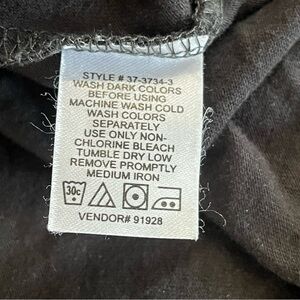 STYLE # 37-3734-3
WASH DARK COLORS
BEFORE USING
MACHINE WASH COLD
WASH COLORS
SEPARATELY
USE ONLY NON-
CHLORINE BLEACH
TUMBLE DRY LOW
REMOVE PROMPTLY
MEDIUM IRON
30c
VENDOR# 91928